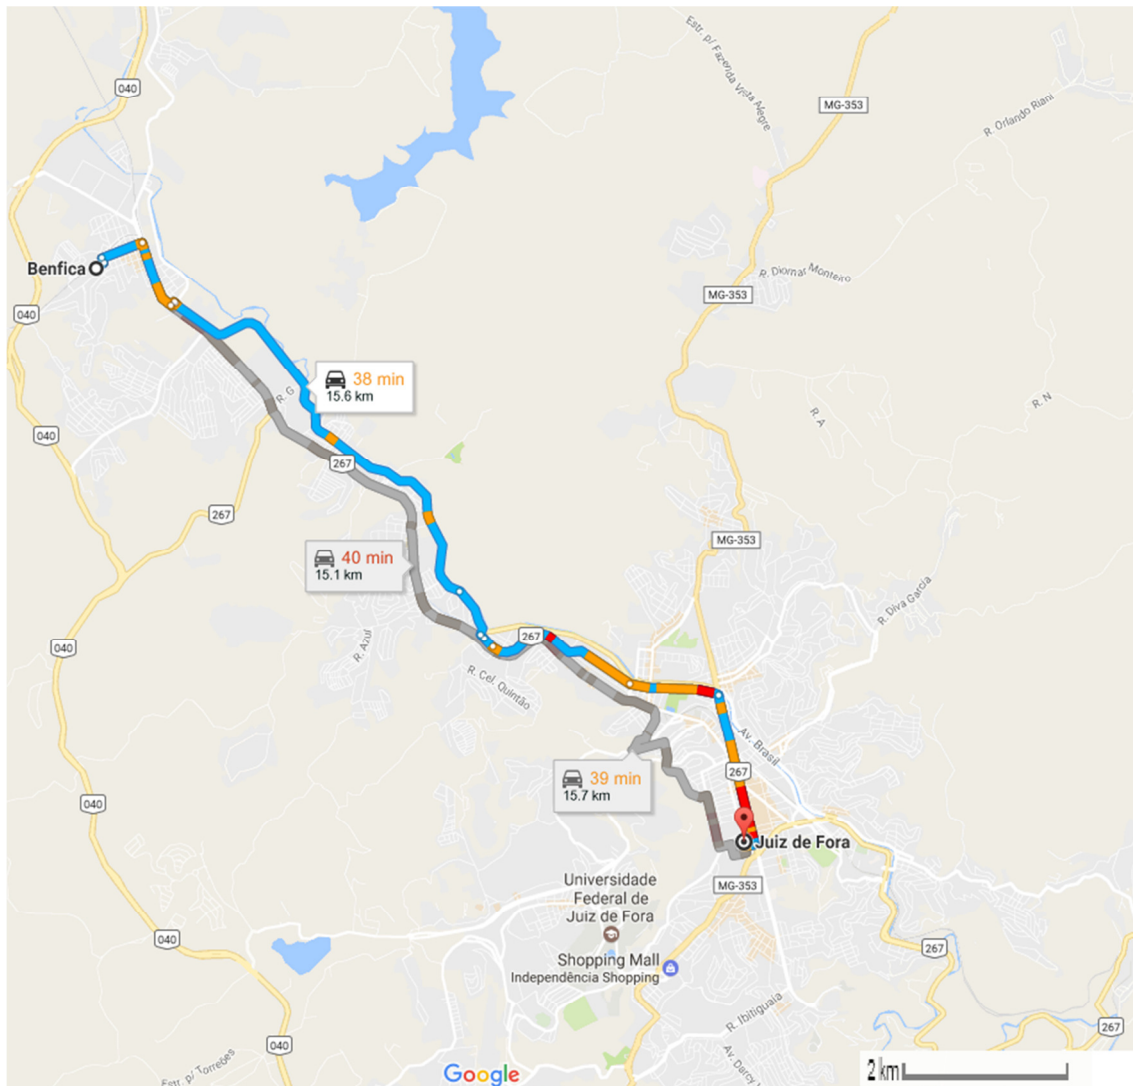 040
Estr. p/ Fazenda Vista Alegre
MG-353
R. Orlando Riani
Benfica
R. Diomar Monteiro
MG-353
040
38 min
15.6 km
R. G
R. A
R. N
040
267
267
MG-353
40 min
15.1 km
R. Diva Garcia
267
R. Azul
040
R. Cel. Quintão
Av. Brasil
39 min
15.7 km
267
040
Juiz de Fora
Universidade
Federal de
Juiz de Fora
MG-353
040
267
Shopping Mall
Independência Shopping
R. Ibitiguaia
267
040
Estr. p/ Torreões
Google
2 km